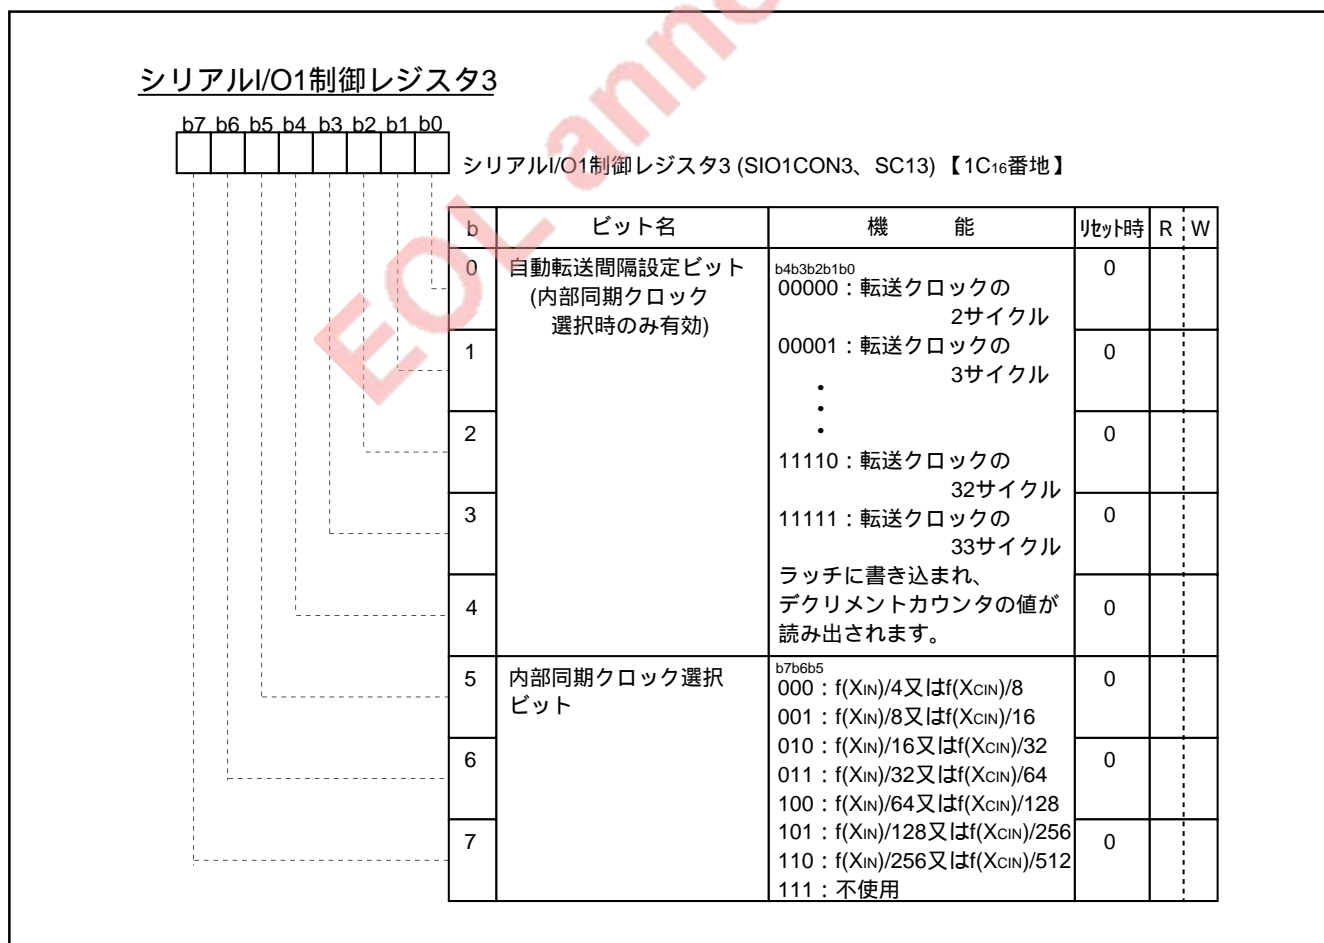 シリアルI/O1制御レジスタ3
b7 b6 b5 b4 b3 b2 b1 b0
シリアルI/O1制御レジスタ3 (SIO1CON3、SC13) 【1C16番地】
b ビット名 機 能 リセット時 R W
0 自動転送間隔設定ビット
(内部同期クロック
選択時のみ有効)
b4b3b2b1b0
00000：転送クロックの
2サイクル
0
1
00001：転送クロックの
3サイクル
0
・
・
・
2
0
11110：転送クロックの
32サイクル
3
11111：転送クロックの
33サイクル
0
ラッチに書き込まれ、
4 デクリメントカウンタの値が 0
読み出されます。
5 内部同期クロック選択
ビット
b7b6b5
000：f(XIN)/4又はf(XCIN)/8
0
001：f(XIN)/8又はf(XCIN)/16
010：f(XIN)/16又はf(XCIN)/32
6
0
011：f(XIN)/32又はf(XCIN)/64
100：f(XIN)/64又はf(XCIN)/128
101：f(XIN)/128又はf(XCIN)/256
7
0
110：f(XIN)/256又はf(XCIN)/512
111：不使用
EOL anno